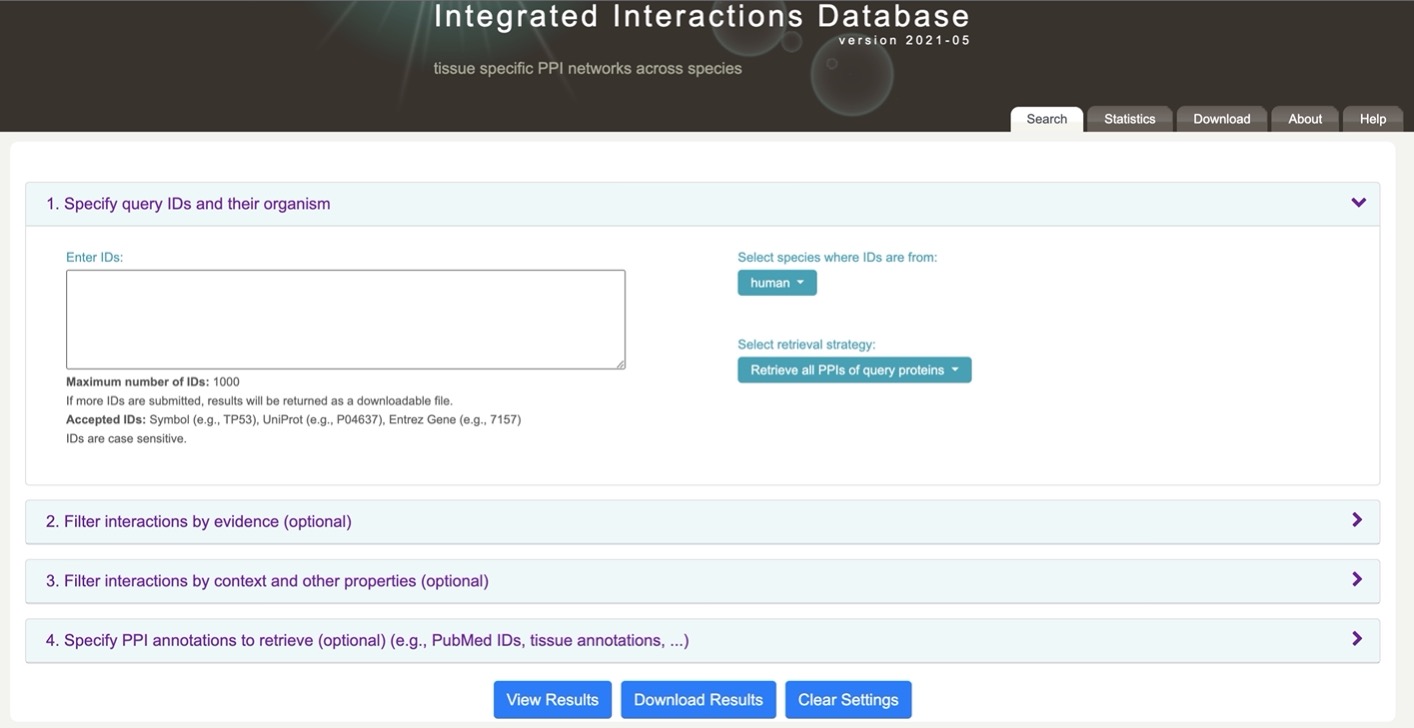 Integrated Interactions Database
version 2021-05
tissue specific PPI networks across species
Search Statistics Download About Help
1. Specify query IDs and their organism
Enter IDs:
Select species where IDs are from:
human
Select retrieval strategy:
Retrieve all PPIs of query proteins
Maximum number of IDs: 1000
If more IDs are submitted, results will be returned as a downloadable file.
Accepted IDs: Symbol (e.g., TP53), UniProt (e.g., P04637), Entrez Gene (e.g., 7157)
IDs are case sensitive.
2. Filter interactions by evidence (optional)
3. Filter interactions by context and other properties (optional)
4. Specify PPI annotations to retrieve (optional) (e.g., PubMed IDs, tissue annotations, ...)
View Results Download Results Clear Settings